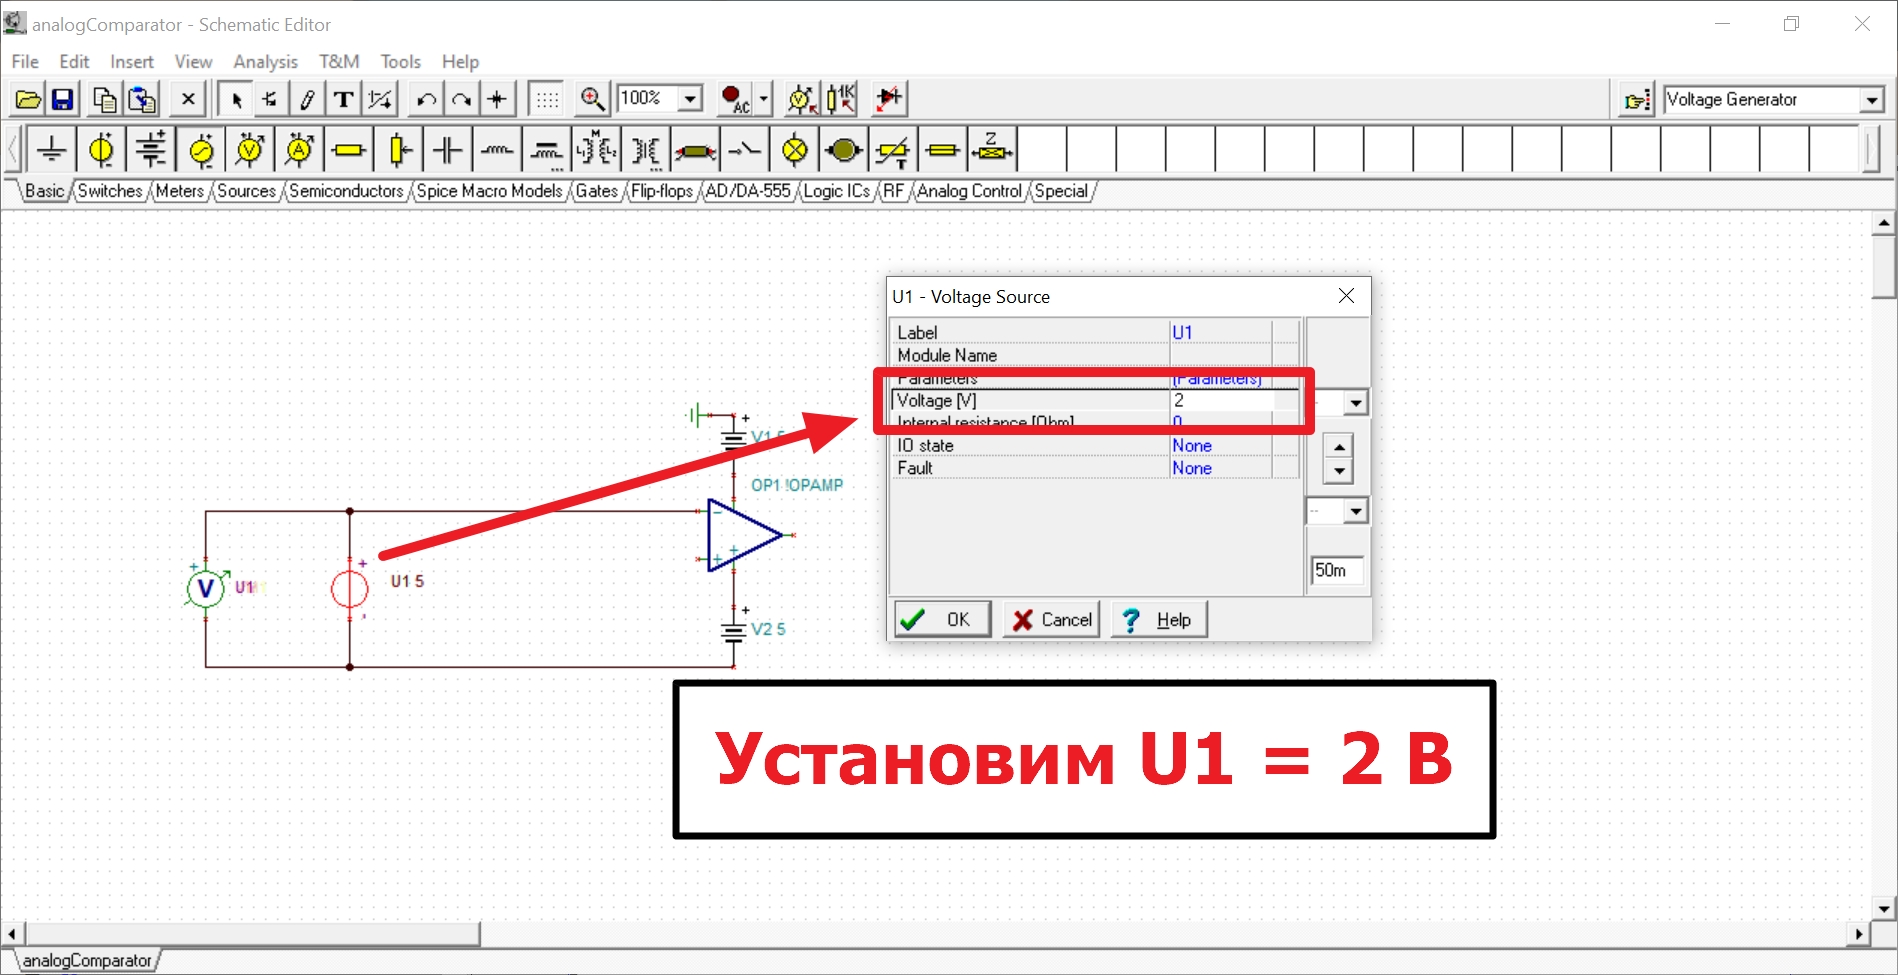 analogComparator - Schematic Editor
File Edit Insert View Analysis T&M Tools Help
T 100% AC 1K Voltage Generator
M Z T
Basic Switches Meters Sources Semiconductors Spice Macro Models Gates Flip-flops AD/DA-555 Logic ICs RF Analog Control Special
U1 - Voltage Source
Label U1
Module Name
Parameters (Parameters)
Voltage [V] 2
Internal resistance [Ohm] 0
IO state None
Fault None
--
50m
OK Cancel Help
+
V1 5
OP1 !OPAMP
+ V U1
+ U1 5
+
V2 5
Установим U1 = 2 В
analogComparator